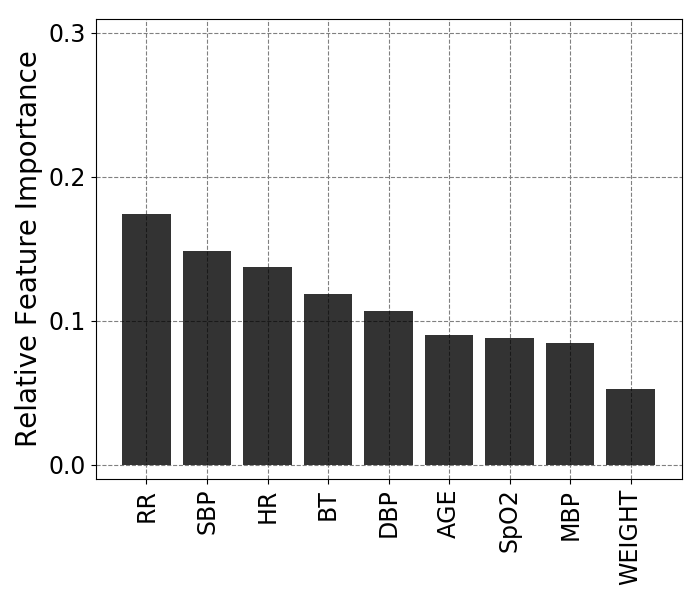 Relative Feature Importance
0.3
0.2
0.1
0.0
RR
SBP
HR
BT
DBP
AGE
SpO2
MBP
WEIGHT